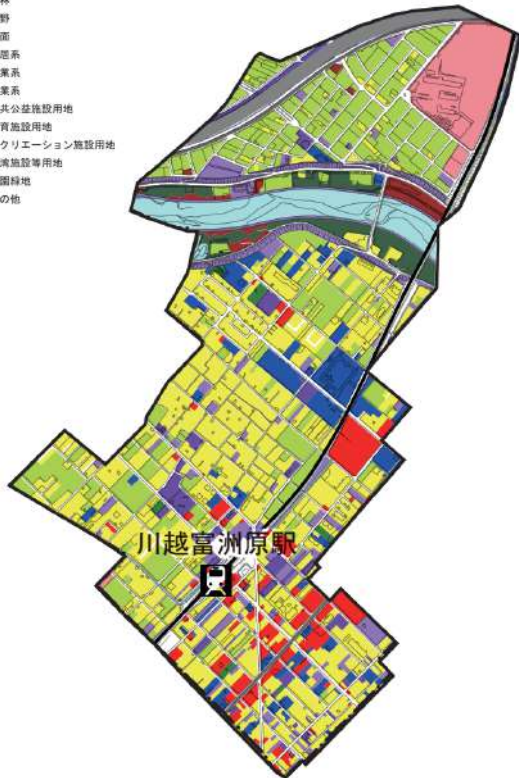 林
野
面
居系
業系
業系
共公益施設用地
育施設用地
クリエーション施設用地
湾施設等用地
園緑地
の他
川越富洲原駅